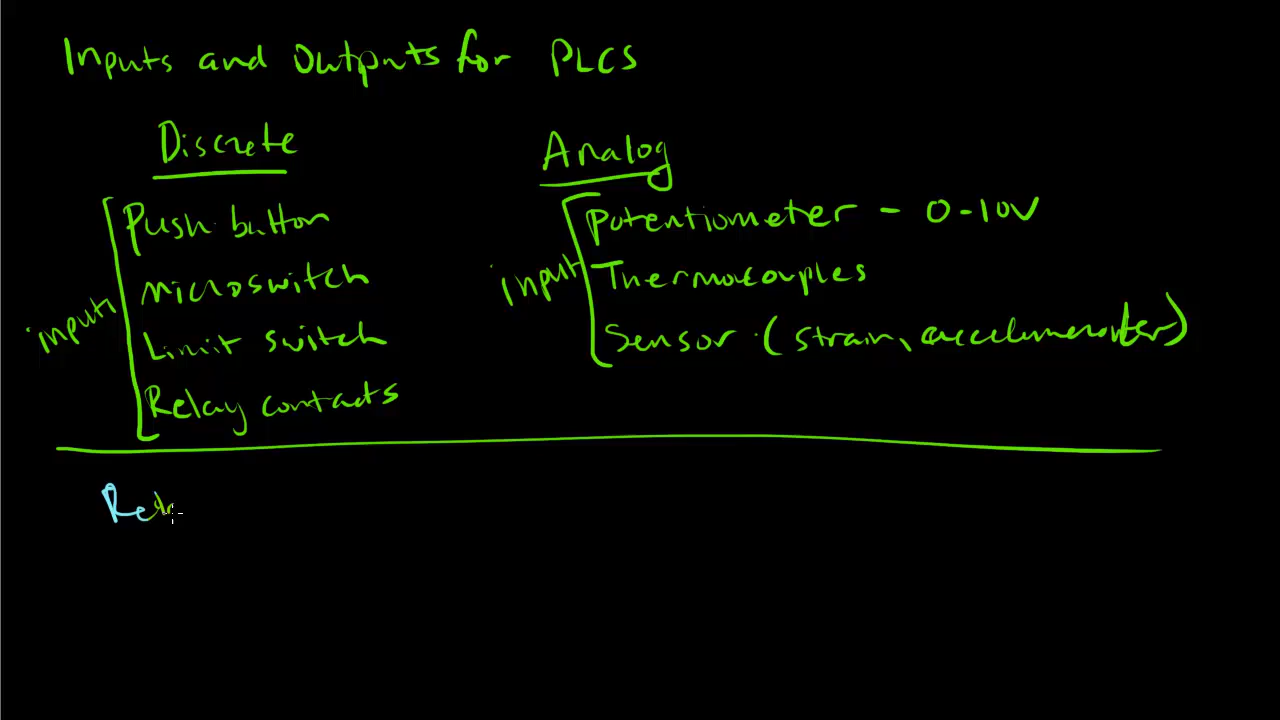 Inputs and Outputs for PLCS
Discrete
Analog
Push button
Microswitch
Limit switch
Relay contacts
inputs
Potentiometer - 0-10V
Thermocouples
Sensor (strain,
input